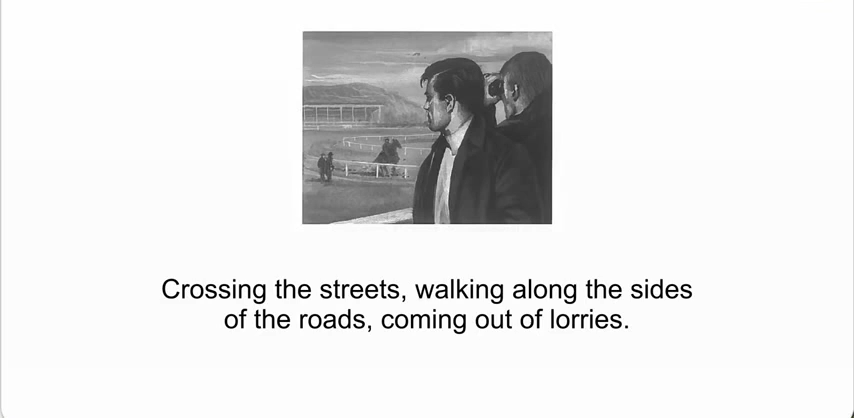 Crossing the streets, walking along the sides
of the roads, coming out of lorries.